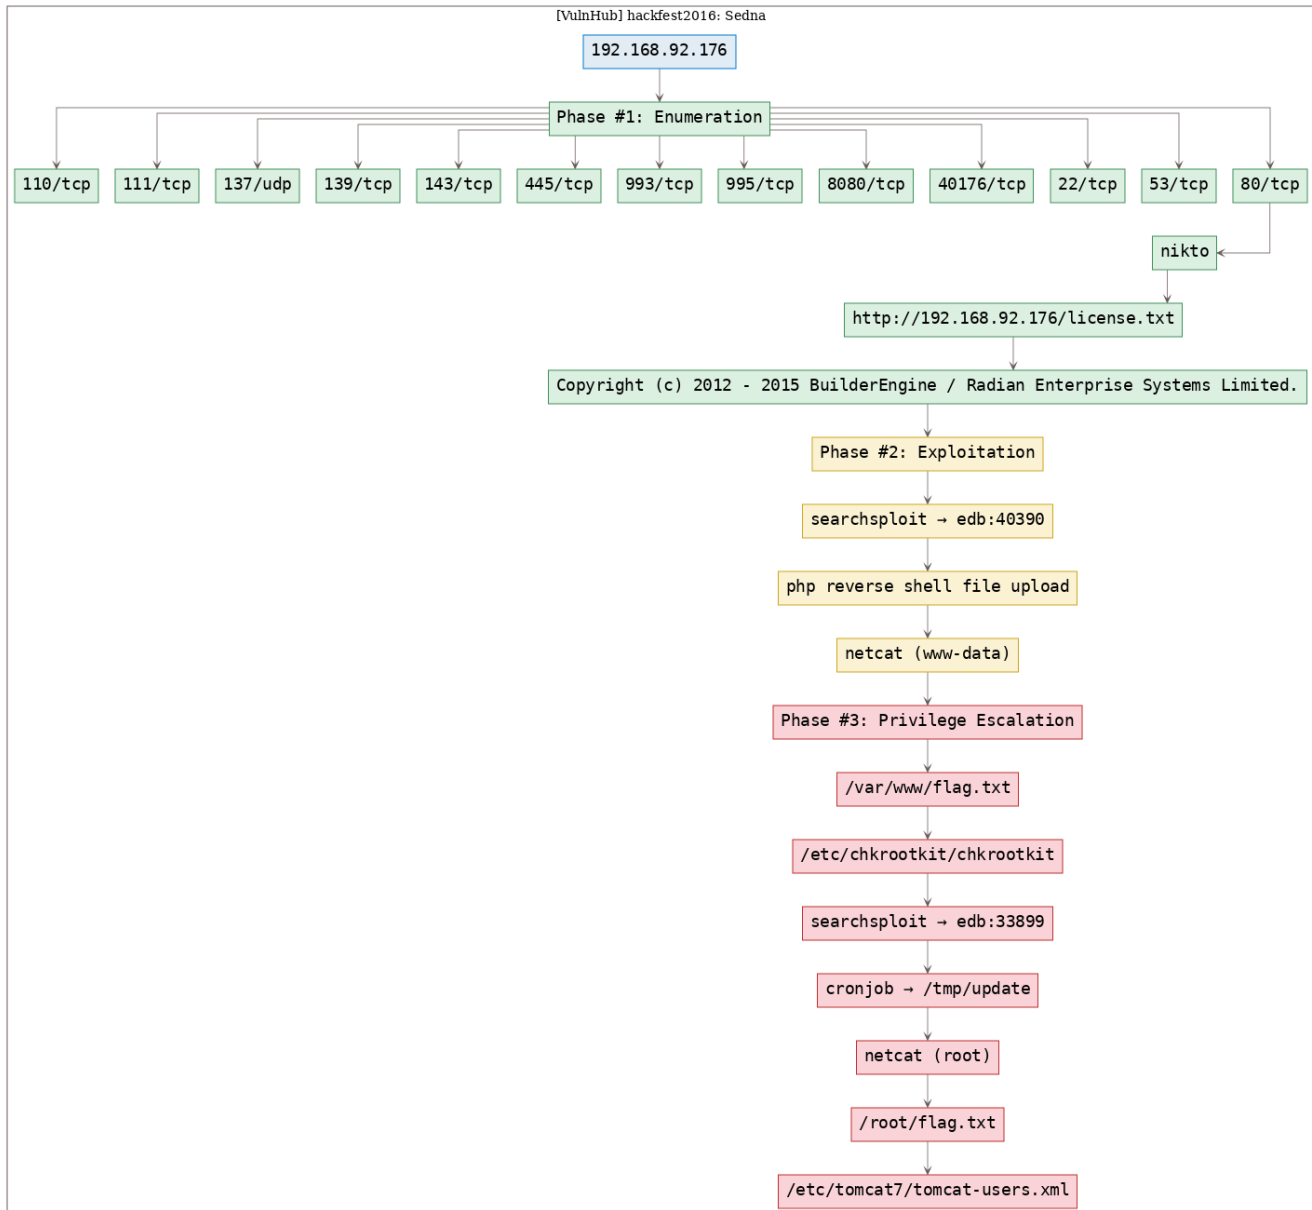 [VulnHub] hackfest2016: Sedna
192.168.92.176
Phase #1: Enumeration
110/tcp
111/tcp
137/udp
139/tcp
143/tcp
445/tcp
993/tcp
995/tcp
8080/tcp
40176/tcp
22/tcp
53/tcp
80/tcp
nikto
http://192.168.92.176/license.txt
Copyright (c) 2012 - 2015 BuilderEngine / Radian Enterprise Systems Limited.
Phase #2: Exploitation
searchsploit → edb:40390
php reverse shell file upload
netcat (www-data)
Phase #3: Privilege Escalation
/var/www/flag.txt
/etc/chkrootkit/chkrootkit
searchsploit → edb:33899
cronjob → /tmp/update
netcat (root)
/root/flag.txt
/etc/tomcat7/tomcat-users.xml